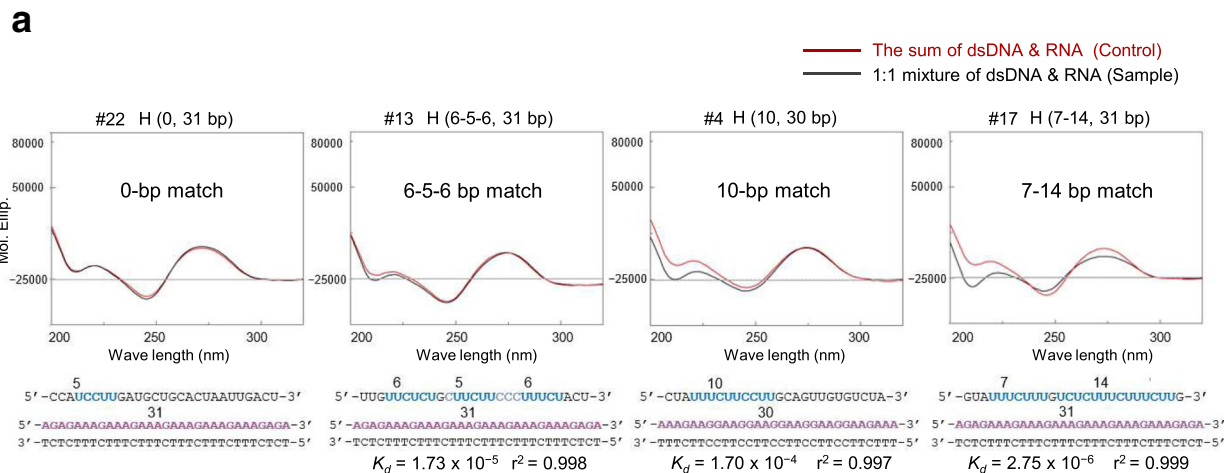 a
The sum of dsDNA & RNA (Control)
1:1 mixture of dsDNA & RNA (Sample)
#22 H (0, 31 bp) #13 H (6-5-6, 31 bp) #4 H (10, 30 bp) #17 H (7-14, 31 bp)
80000 80000 80000 80000
50000 0-bp match 50000 6-5-6 bp match 50000 10-bp match 50000 7-14 bp match
Mol. Ellip.
−25000 −25000 −25000 −25000
200 250 300 200 250 300 200 250 300 200 250 300
Wave length (nm) Wave length (nm) Wave length (nm) Wave length (nm)
5 6 5 6 10 7 14
5′-CCAUCCUUGAUGCUGCACUAAUUGACU-3′ 5′-UUGUUCUCUGCUUCUUCCCUUUCUACU-3′ 5′-CUAUUUCUUCCUUGCAGUUGUGUCUA-3′ 5′-GUAUUUCUUUGUCUCUUUCUUUCUUG-3′
31 31 30 31
5′-AGAGAAAGAAAGAAAGAAAGAAAGAAAGAGA-3′ 5′-AGAGAAAGAAAGAAAGAAAGAAAGAAAGAGA-3′ 5′-AAAGAAGGAAGGAAGGAAGGAAGGAAGAAA-3′ 5′-AGAGAAAGAAAGAAAGAAAGAAAGAAAGAGA-3′
3′-TCTCTTTCTTTCTTTCTTTCTTTCTTTCTCT-5′ 3′-TCTCTTTCTTTCTTTCTTTCTTTCTTTCTCT-5′ 3′-TTTCTTCCTTCCTTCCTTCCTTCCTTCTTT-5′ 3′-TCTCTTTCTTTCTTTCTTTCTTTCTTTCTCT-5′
Kd = 1.73 x 10−5 r2 = 0.998 Kd = 1.70 x 10−4 r2 = 0.997 Kd = 2.75 x 10−6 r2 = 0.999